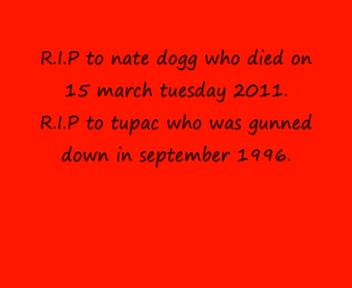 R.I.P to nate dogg who died on
15 march tuesday 2011.
R.I.P to tupac who was gunned
down in september 1996.